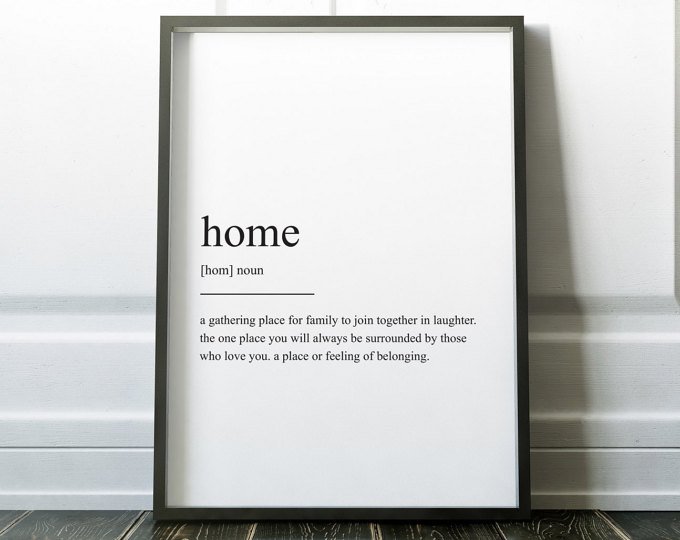 home
[hom] noun
a gathering place for family to join together in laughter.
the one place you will always be surrounded by those
who love you. a place or feeling of belonging.